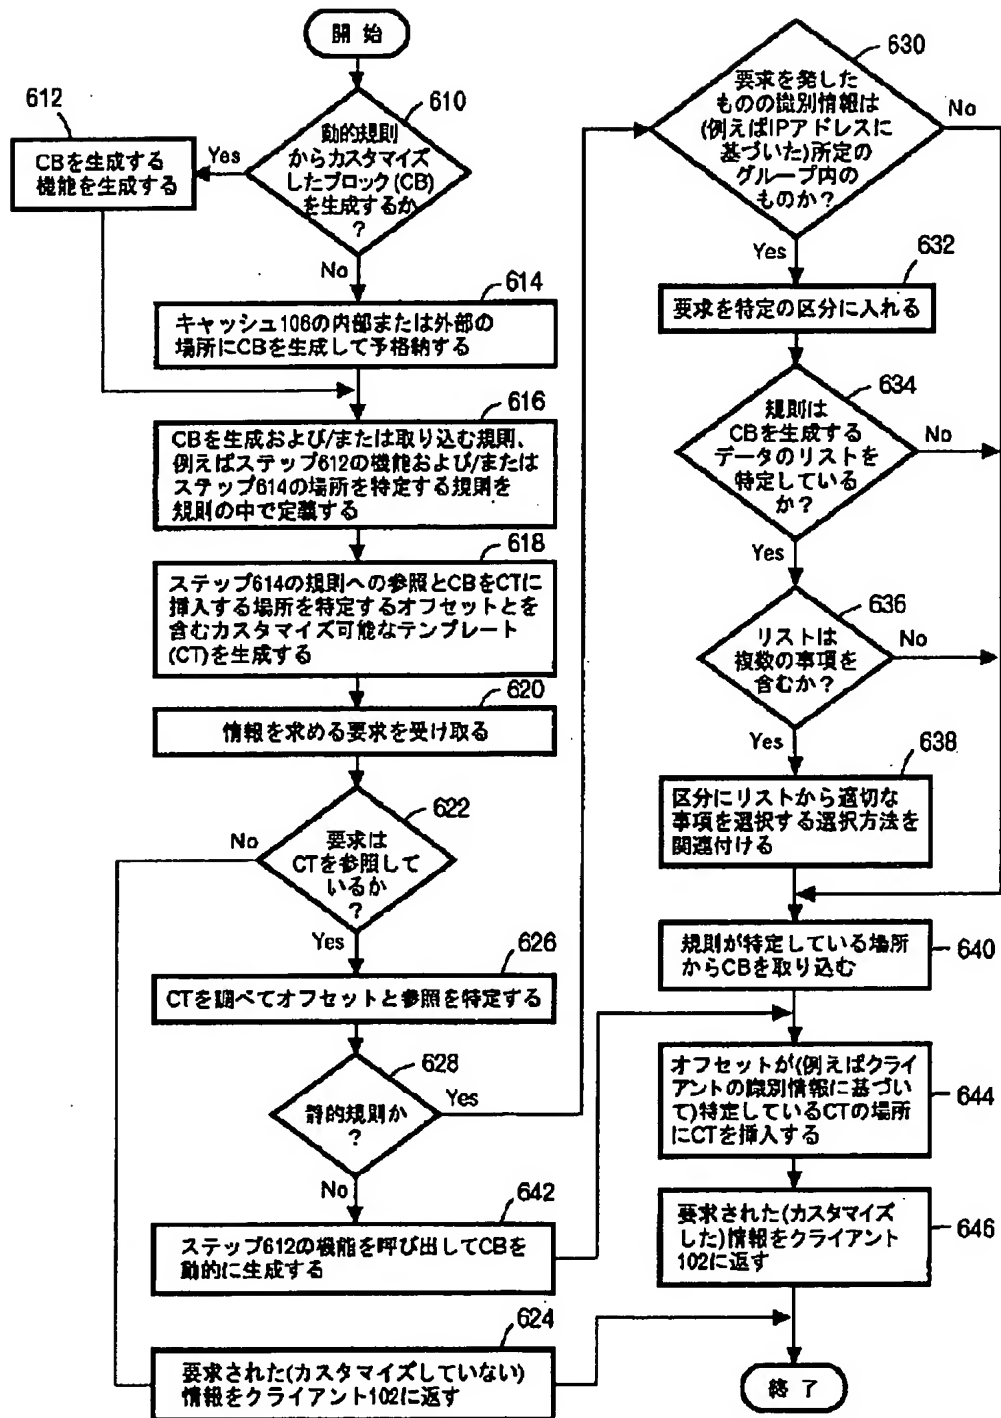 開 始
610
動的規則
からカスタマイズ
したブロック(CB)
を生成するか
?
Yes
612
CBを生成する
機能を生成する
No
614
キャッシュ106の内部または外部の
場所にCBを生成して予格納する
616
CBを生成および/または取り込む規則、
例えばステップ612の機能および/または
ステップ614の場所を特定する規則を
規則の中で定義する
618
ステップ614の規則への参照とCBをCTに
挿入する場所を特定するオフセットとを
含むカスタマイズ可能なテンプレート
(CT)を生成する
620
情報を求める要求を受け取る
622
No
要求は
CTを参照して
いるか
?
Yes
626
CTを調べてオフセットと参照を特定する
628
静的規則か
?
Yes
No
642
ステップ612の機能を呼び出してCBを
動的に生成する
624
要求された(カスタマイズしていない)
情報をクライアント102に返す
630
要求を発した
ものの識別情報は
(例えばIPアドレスに
基づいた)所定の
グループ内の
ものか?
No
Yes
632
要求を特定の区分に入れる
634
規則は
CBを生成する
データのリストを
特定している
か?
No
Yes
636
リストは
複数の事項を
含むか?
No
Yes
638
区分にリストから適切な
事項を選択する選択方法を
関連付ける
規則が特定している場所
からCBを取り込む
640
オフセットが(例えばクライ
アントの識別情報に基づい
て)特定しているCTの場所
にCTを挿入する
644
要求された(カスタマイズ
した)情報をクライアント
102に返す
646
終 了